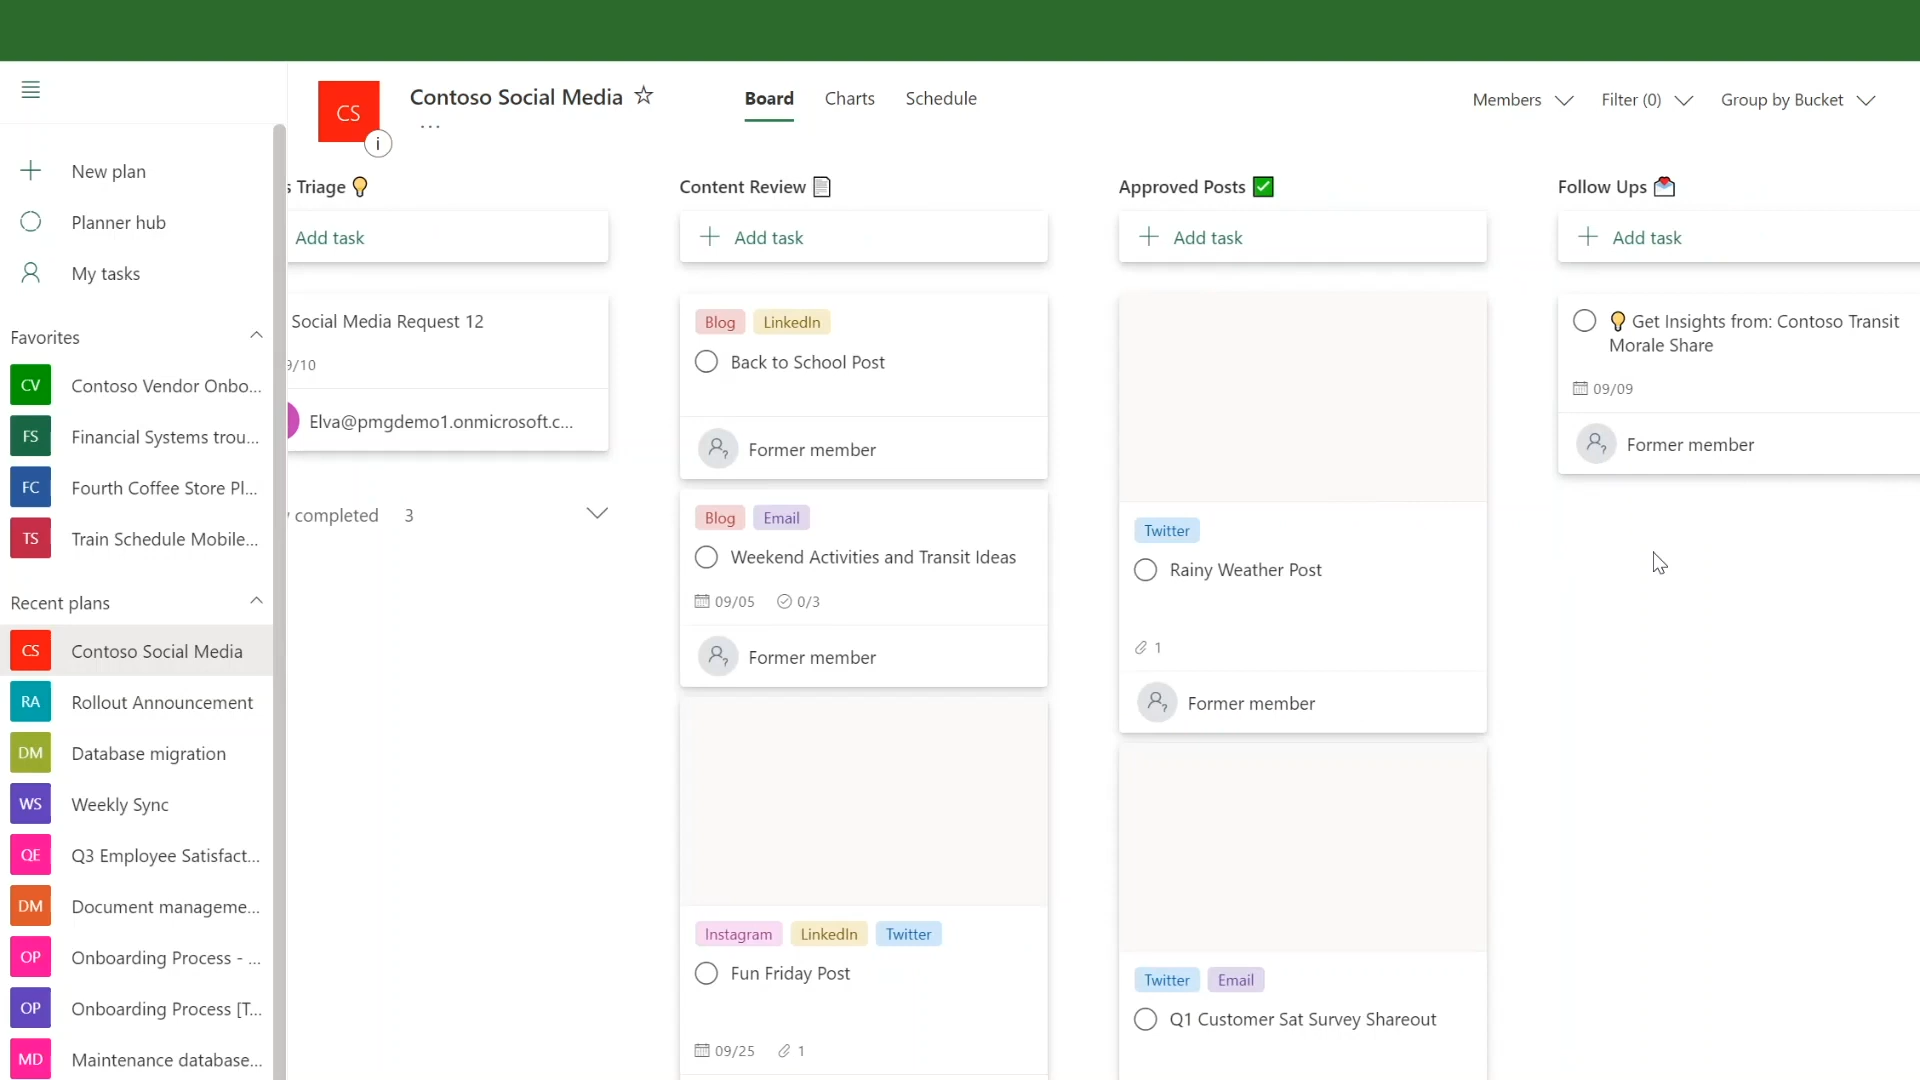 CS
i
Contoso Social Media
...
Board
Charts
Schedule
Members
Filter (0)
Group by Bucket
New plan
Planner hub
My tasks
Favorites
CV Contoso Vendor Onbo...
FS Financial Systems trou...
FC Fourth Coffee Store Pl...
TS Train Schedule Mobile...
Recent plans
CS Contoso Social Media
RA Rollout Announcement
DM Database migration
WS Weekly Sync
QE Q3 Employee Satisfact...
DM Document manageme...
OP Onboarding Process - ...
OP Onboarding Process [T...
MD Maintenance database...
s Triage 💡
Add task
Social Media Request 12
9/10
Elva@pmgdemo1.onmicrosoft.c...
completed 3
Content Review 📄
Add task
Blog LinkedIn
Back to School Post
Former member
Blog Email
Weekend Activities and Transit Ideas
09/05 0/3
Former member
Instagram LinkedIn Twitter
Fun Friday Post
09/25 1
Approved Posts ✅
Add task
Twitter
Rainy Weather Post
1
Former member
Twitter Email
Q1 Customer Sat Survey Shareout
Follow Ups 💌
Add task
💡 Get Insights from: Contoso Transit
Morale Share
09/09
Former member